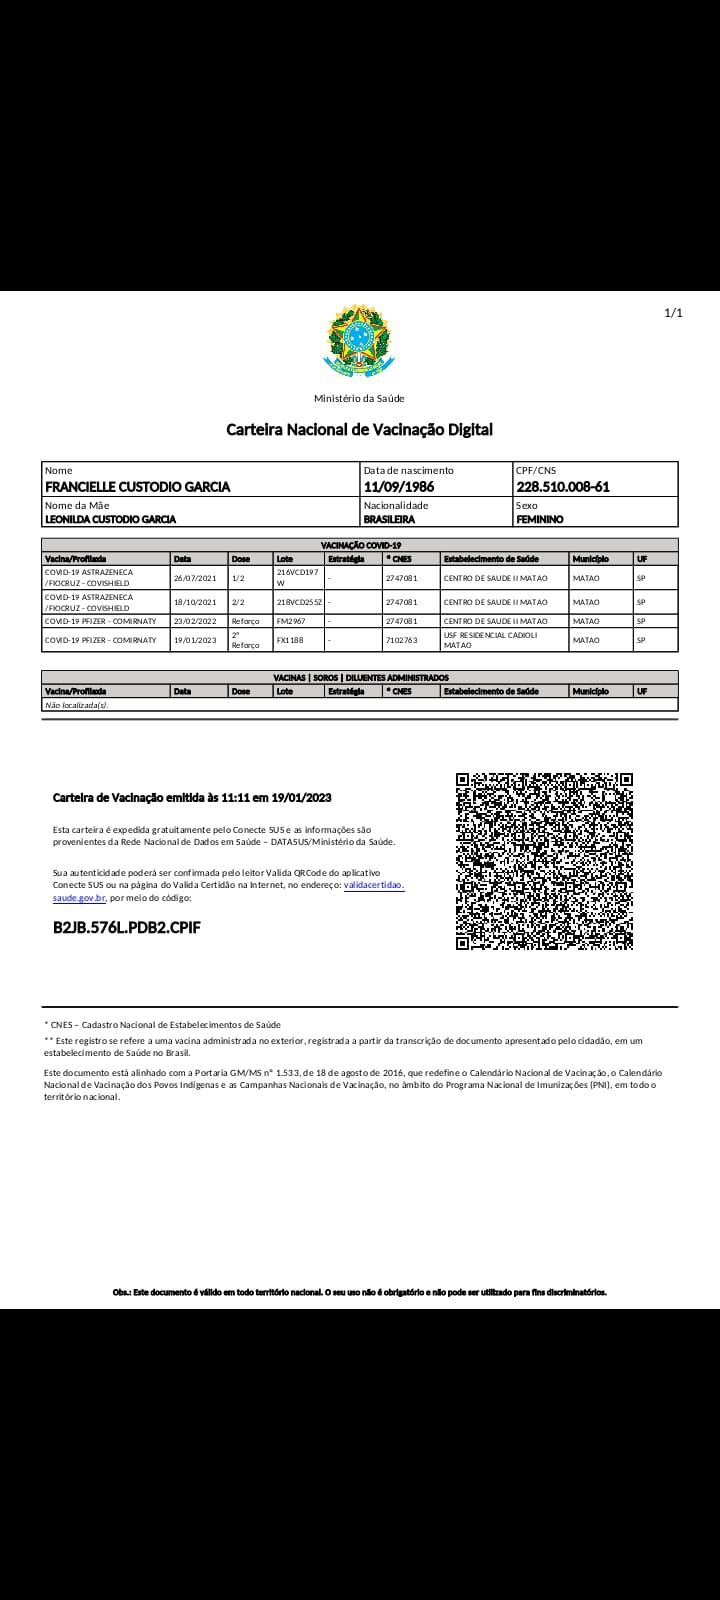 1/1
Ministério da Saúde
Carteira Nacional de Vacinação Digital
Nome Data de nascimento CPF/CNS
FRANCIELLE CUSTODIO GARCIA 11/09/1986 228.510.008-61
Nome da Mãe Nacionalidade Sexo
LEONILDA CUSTODIO GARCIA BRASILEIRA FEMININO
VACINAÇÃO COVID-19
Vacina/Profilaxia Data Dose Lote Estratégia * CNES Estabelecimento de Saúde Município UF
COVID-19 ASTRAZENECA
/FIOCRUZ - COVISHIELD 26/07/2021 1/2 216VCD197
W - 2747081 CENTRO DE SAUDE II MATAO MATAO SP
COVID-19 ASTRAZENECA
/FIOCRUZ - COVISHIELD 18/10/2021 2/2 218VCD255Z - 2747081 CENTRO DE SAUDE II MATAO MATAO SP
COVID-19 PFIZER - COMIRNATY 23/02/2022 Reforço FM2967 - 2747081 CENTRO DE SAUDE II MATAO MATAO SP
COVID-19 PFIZER - COMIRNATY 19/01/2023 2º
Reforço FX1188 - 7102763 USF RESIDENCIAL CADIOLI
MATAO MATAO SP
VACINAS | SOROS | DILUENTES ADMINISTRADOS
Vacina/Profilaxia Data Dose Lote Estratégia * CNES Estabelecimento de Saúde Município UF
Não localizada(s).
Carteira de Vacinação emitida às 11:11 em 19/01/2023
Esta carteira é expedida gratuitamente pelo Conecte SUS e as informações são
provenientes da Rede Nacional de Dados em Saúde – DATASUS/Ministério da Saúde.
Sua autenticidade poderá ser confirmada pelo leitor Valida QRCode do aplicativo
Conecte SUS ou na página do Valida Certidão na Internet, no endereço: validacertidao.
saude.gov.br, por meio do código:
B2JB.576L.PDB2.CPIF
* CNES – Cadastro Nacional de Estabelecimentos de Saúde
** Este registro se refere a uma vacina administrada no exterior, registrada a partir da transcrição de documento apresentado pelo cidadão, em um
estabelecimento de Saúde no Brasil.
Este documento está alinhado com a Portaria GM/MS nº 1.533, de 18 de agosto de 2016, que redefine o Calendário Nacional de Vacinação, o Calendário
Nacional de Vacinação dos Povos Indígenas e as Campanhas Nacionais de Vacinação, no âmbito do Programa Nacional de Imunizações (PNI), em todo o
território nacional.
Obs.: Este documento é válido em todo território nacional. O seu uso não é obrigatório e não pode ser utilizado para fins discriminatórios.